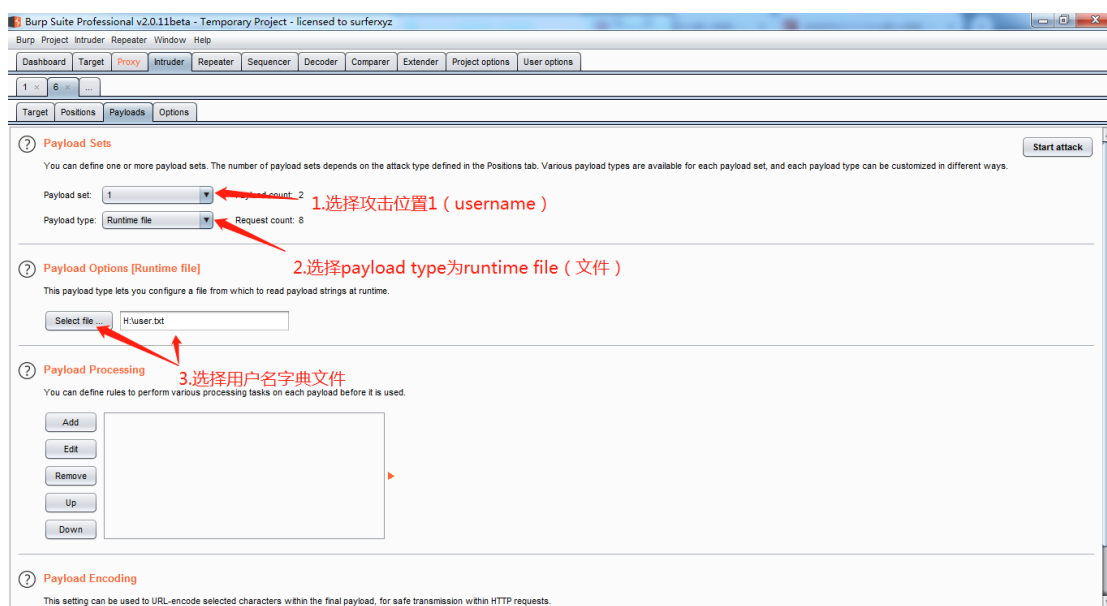 Burp Suite Professional v2.0.11beta - Temporary Project - licensed to surferxyz
Burp Project Intruder Repeater Window Help
Dashboard Target Proxy Intruder Repeater Sequencer Decoder Comparer Extender Project options User options
1 × 6 × ...
Target Positions Payloads Options
? Payload Sets
Start attack
You can define one or more payload sets. The number of payload sets depends on the attack type defined in the Positions tab. Various payload types are available for each payload set, and each payload type can be customized in different ways.
Payload set: 1 Payload count: 2
1.选择攻击位置1（username）
Payload type: Runtime file Request count: 8
2.选择payload type为runtime file（文件）
? Payload Options [Runtime file]
This payload type lets you configure a file from which to read payload strings at runtime.
Select file ... H:\user.txt
? Payload Processing
3.选择用户名字典文件
You can define rules to perform various processing tasks on each payload before it is used.
Add
Edit
Remove
Up
Down
? Payload Encoding
This setting can be used to URL-encode selected characters within the final payload, for safe transmission within HTTP requests.